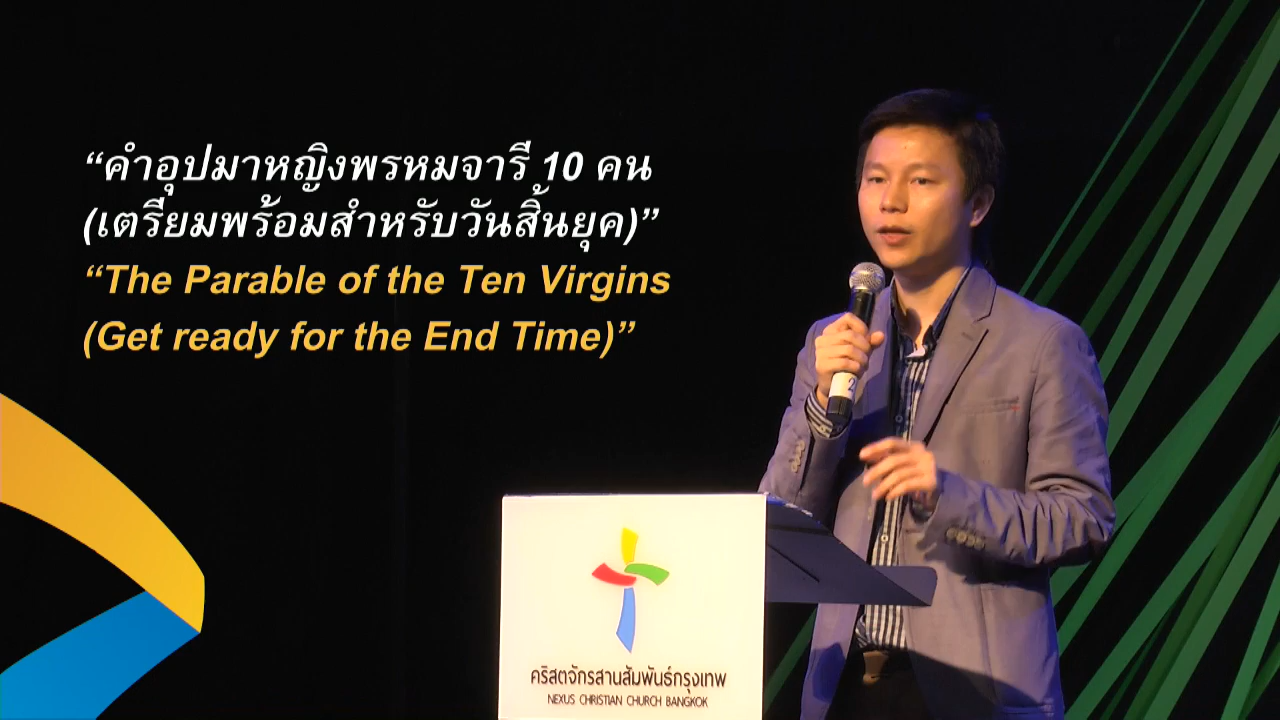 “คำอุปมาหญิงพรหมจารี 10 คน
(เตรียมพร้อมสำหรับวันสิ้นยุค)”
“The Parable of the Ten Virgins
(Get ready for the End Time)”
2
คริสตจักรสานสัมพันธ์กรุงเทพ
NEXUS CHRISTIAN CHURCH BANGKOK